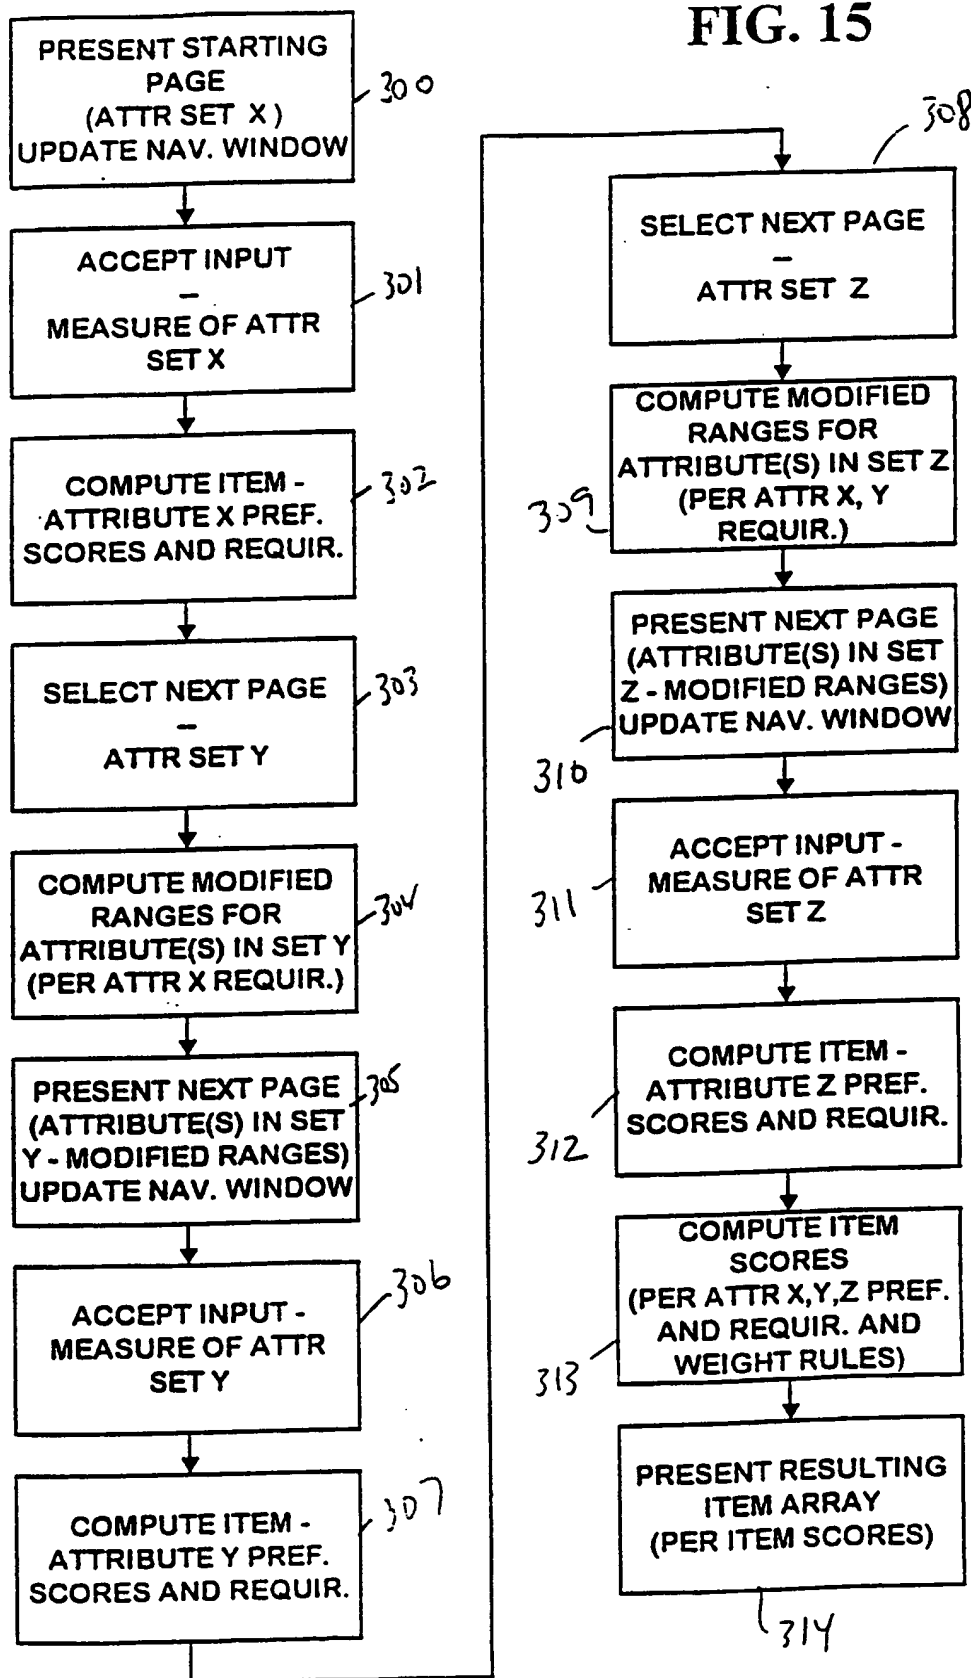 FIG. 15
PRESENT STARTING
PAGE
(ATTR SET X)
UPDATE NAV. WINDOW
300
ACCEPT INPUT
–
MEASURE OF ATTR
SET X
301
COMPUTE ITEM -
ATTRIBUTE X PREF.
SCORES AND REQUIR.
302
SELECT NEXT PAGE
–
ATTR SET Y
303
COMPUTE MODIFIED
RANGES FOR
ATTRIBUTE(S) IN SET Y
(PER ATTR X REQUIR.)
304
PRESENT NEXT PAGE
(ATTRIBUTE(S) IN SET
Y - MODIFIED RANGES)
UPDATE NAV. WINDOW
305
ACCEPT INPUT -
MEASURE OF ATTR
SET Y
306
COMPUTE ITEM -
ATTRIBUTE Y PREF.
SCORES AND REQUIR.
307
308
SELECT NEXT PAGE
–
ATTR SET Z
COMPUTE MODIFIED
RANGES FOR
ATTRIBUTE(S) IN SET Z
(PER ATTR X, Y
REQUIR.)
309
PRESENT NEXT PAGE
(ATTRIBUTE(S) IN SET
Z - MODIFIED RANGES)
UPDATE NAV. WINDOW
310
ACCEPT INPUT -
MEASURE OF ATTR
SET Z
311
COMPUTE ITEM -
ATTRIBUTE Z PREF.
SCORES AND REQUIR.
312
COMPUTE ITEM
SCORES
(PER ATTR X,Y,Z PREF.
AND REQUIR. AND
WEIGHT RULES)
313
PRESENT RESULTING
ITEM ARRAY
(PER ITEM SCORES)
314